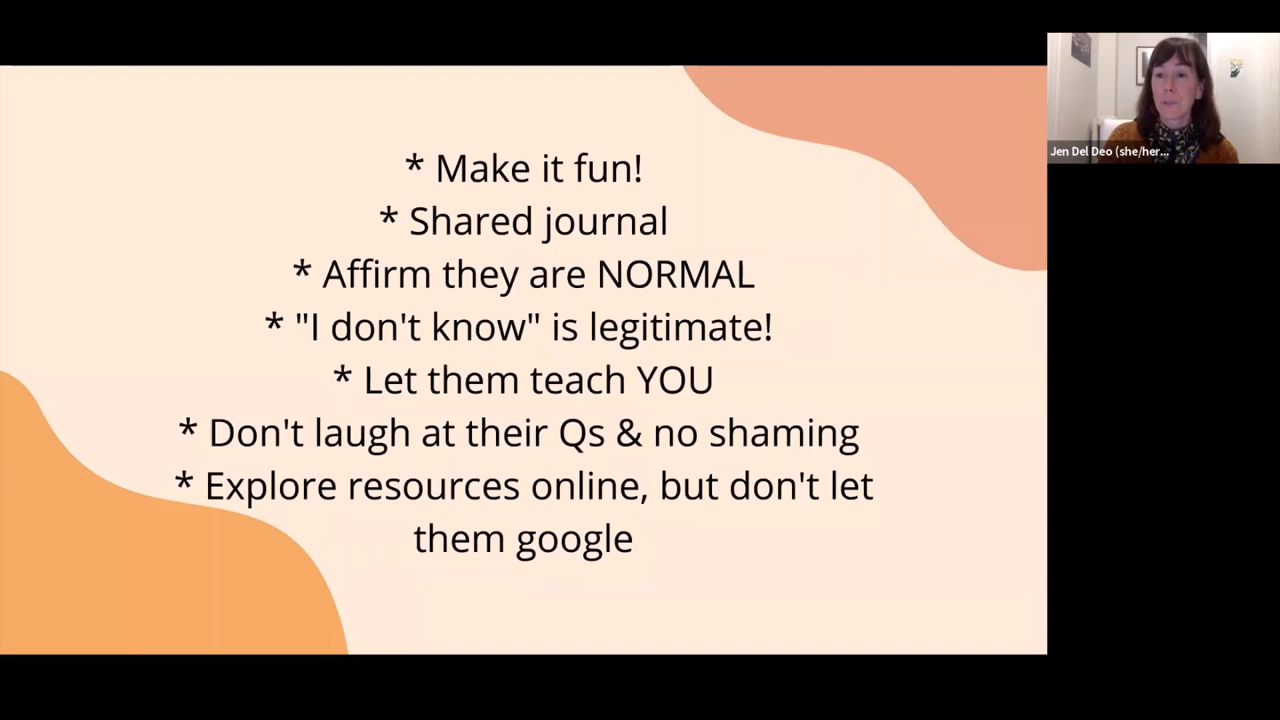 * Make it fun!
* Shared journal
* Affirm they are NORMAL
* "I don't know" is legitimate!
* Let them teach YOU
* Don't laugh at their Qs & no shaming
* Explore resources online, but don't let
them google
Jen Del Deo (she/her...